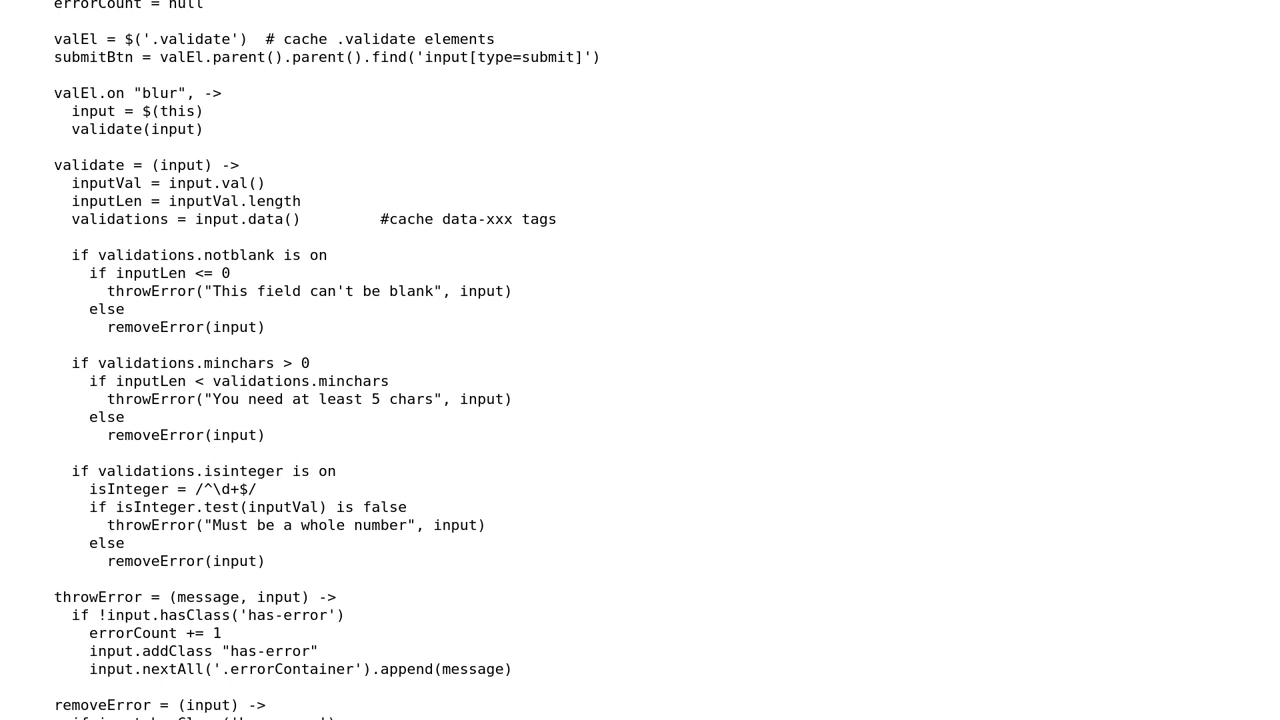 errorCount = null
valEl = $('.validate')  # cache .validate elements
submitBtn = valEl.parent().parent().find('input[type=submit]')
valEl.on "blur", ->
input = $(this)
validate(input)
validate = (input) ->
inputVal = input.val()
inputLen = inputVal.length
validations = input.data()         #cache data-xxx tags
if validations.notblank is on
if inputLen <= 0
throwError("This field can't be blank", input)
else
removeError(input)
if validations.minchars > 0
if inputLen < validations.minchars
throwError("You need at least 5 chars", input)
else
removeError(input)
if validations.isinteger is on
isInteger = /^\d+$/
if isInteger.test(inputVal) is false
throwError("Must be a whole number", input)
else
removeError(input)
throwError = (message, input) ->
if !input.hasClass('has-error')
errorCount += 1
input.addClass "has-error"
input.nextAll('.errorContainer').append(message)
removeError = (input) ->